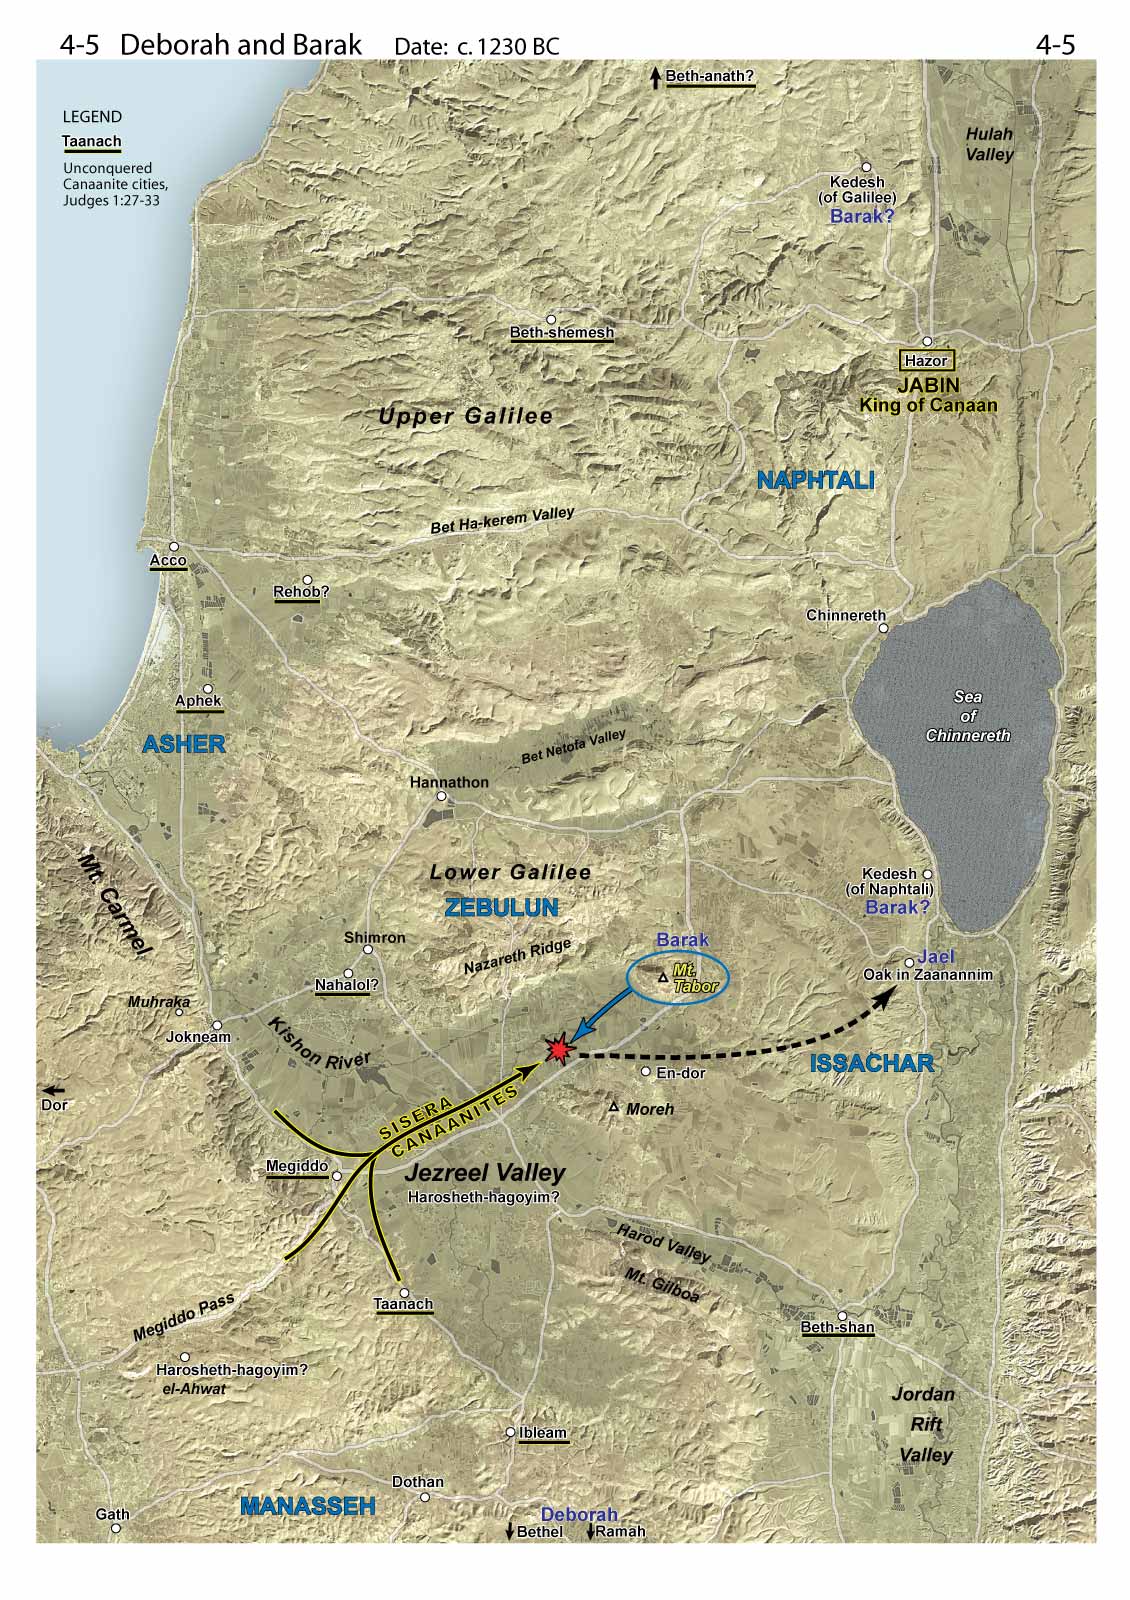 4-5 Deborah and Barak Date: c. 1230 BC 4-5
LEGEND
Taanach
Unconquered
Canaanite cities,
Judges 1:27-33
Beth-anath?
Hulah
Valley
Kedesh
(of Galilee)
Barak?
Beth-shemesh
Hazor
JABIN
King of Canaan
Upper Galilee
NAPHTALI
Bet Ha-kerem Valley
Acco
Rehob?
Chinnereth
Aphek
ASHER
Sea
of
Chinnereth
Bet Netofa Valley
Hannathon
Mt. Carmel
Lower Galilee
ZEBULUN
Kedesh
(of Naphtali)
Barak?
Shimron
Nazareth Ridge
Barak
Mt.
Tabor
Jael
Oak in Zaanannim
Nahalol?
Muhraka
Jokneam
Kishon River
ISSACHAR
En-dor
Dor
Moreh
SISERA
CANAANITES
Megiddo
Jezreel Valley
Harosheth-hagoyim?
Harod Valley
Mt. Gilboa
Taanach
Megiddo Pass
Beth-shan
Harosheth-hagoyim?
el-Ahwat
Jordan
Rift
Valley
Ibleam
Dothan
MANASSEH
Gath
Deborah
Bethel
Ramah